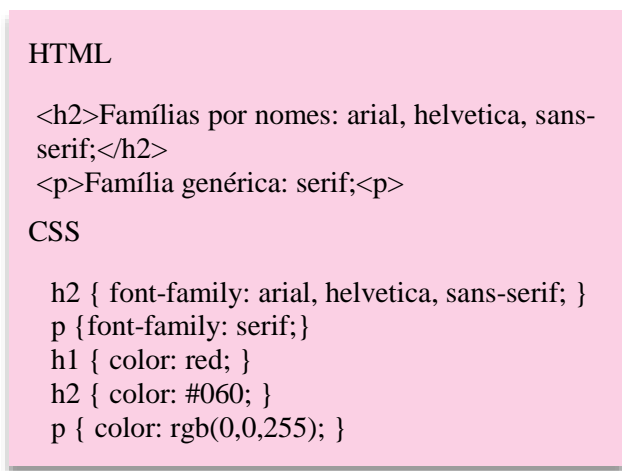 HTML
<h2>Famílias por nomes: arial, helvetica, sans-
serif;</h2>
<p>Família genérica: serif;<p>
CSS
h2 { font-family: arial, helvetica, sans-serif; }
p {font-family: serif;}
h1 { color: red; }
h2 { color: #060; }
p { color: rgb(0,0,255); }